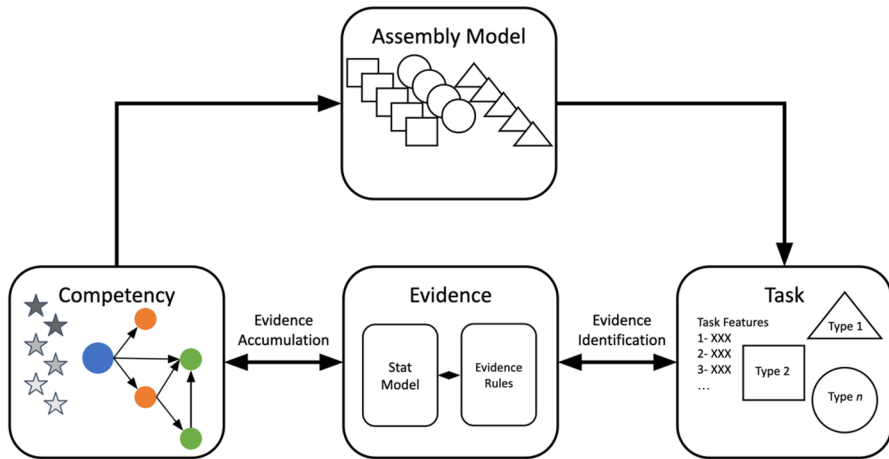 Assembly Model
Competency
Evidence
Accumulation
Evidence
Stat
Model
Evidence
Rules
Evidence
Identification
Task
Task Features
1- XXX
2- XXX
3- XXX
...
Type 1
Type 2
Type n